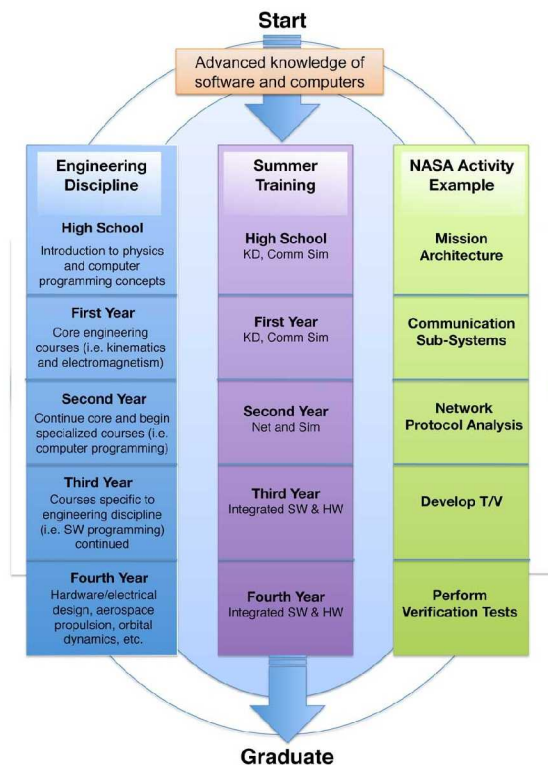 Start
Advanced knowledge of
software and computers
Engineering
Discipline
High School
Introduction to physics
and computer
programming concepts
First Year
Core engineering
courses (i.e. kinematics
and electromagnetism)
Second Year
Continue core and begin
specialized courses (i.e.
computer programming)
Third Year
Courses specific to
engineering discipline
(i.e. SW programming)
continued
Fourth Year
Hardware/electrical
design, aerospace
propulsion, orbital
dynamics, etc.
Summer
Training
High School
KD, Comm Sim
First Year
KD, Comm Sim
Second Year
Net and Sim
Third Year
Integrated SW & HW
Fourth Year
Integrated SW & HW
NASA Activity
Example
Mission
Architecture
Communication
Sub-Systems
Network
Protocol Analysis
Develop T/V
Perform
Verification Tests
Graduate